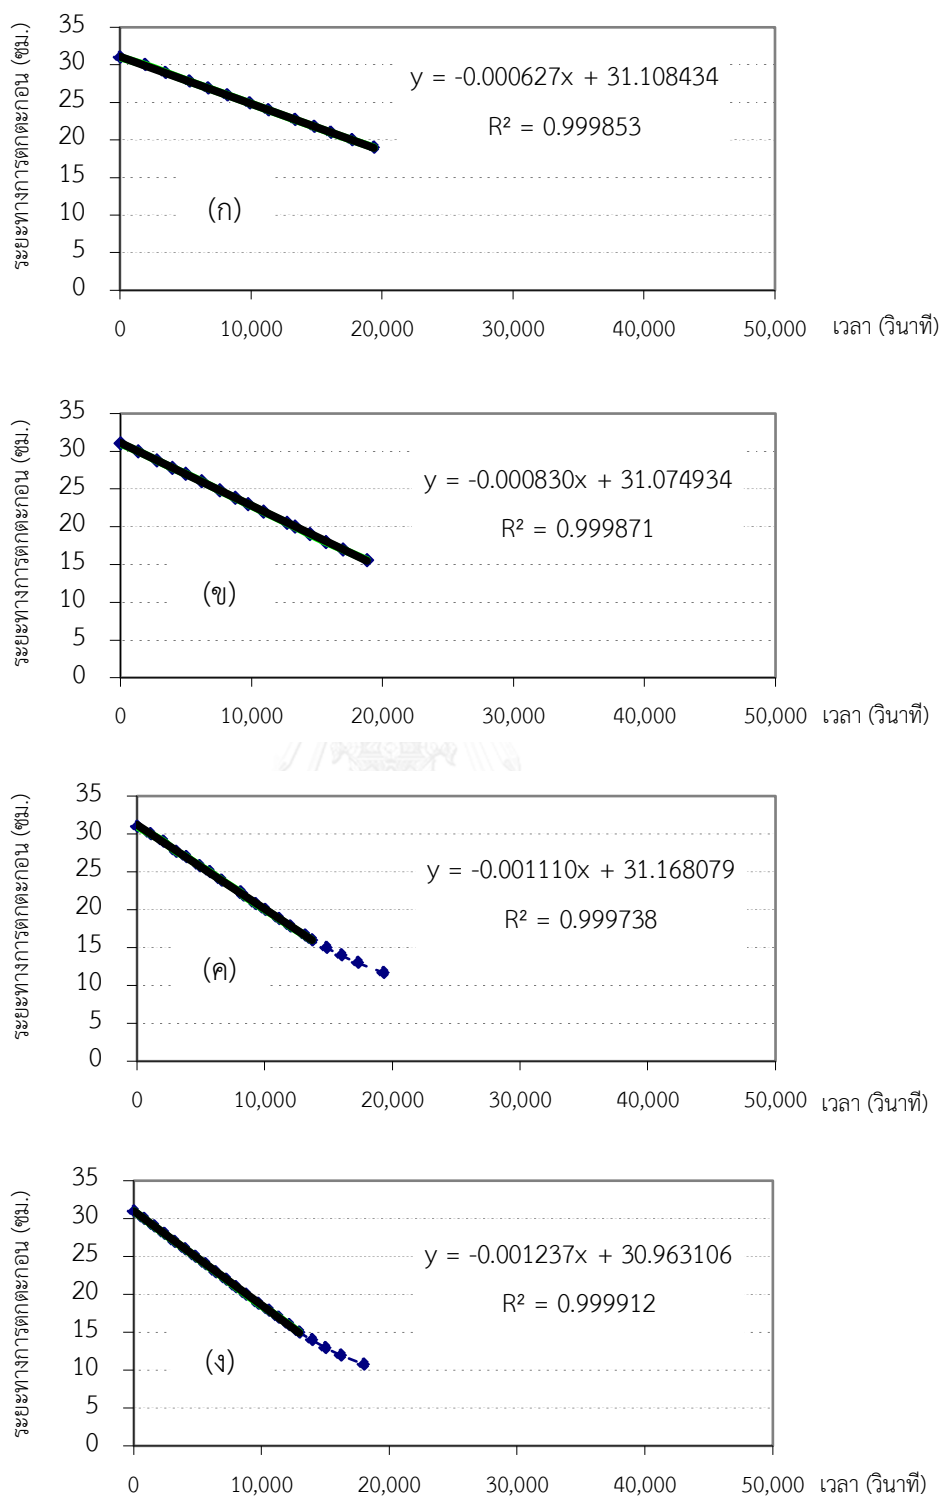 ระยะทางการตกตะกอน (ซม.)
35
30
25
20
15
10
5
0
y = -0.000627x + 31.108434
R² = 0.999853
(ก)
0 10,000 20,000 30,000 40,000 50,000 เวลา (วินาที)
ระยะทางการตกตะกอน (ซม.)
35
30
25
20
15
10
5
0
y = -0.000830x + 31.074934
R² = 0.999871
(ข)
0 10,000 20,000 30,000 40,000 50,000 เวลา (วินาที)
ระยะทางการตกตะกอน (ซม.)
35
30
25
20
15
10
5
0
y = -0.001110x + 31.168079
R² = 0.999738
(ค)
0 10,000 20,000 30,000 40,000 50,000 เวลา (วินาที)
ระยะทางการตกตะกอน (ซม.)
35
30
25
20
15
10
5
0
y = -0.001237x + 30.963106
R² = 0.999912
(ง)
0 10,000 20,000 30,000 40,000 50,000 เวลา (วินาที)